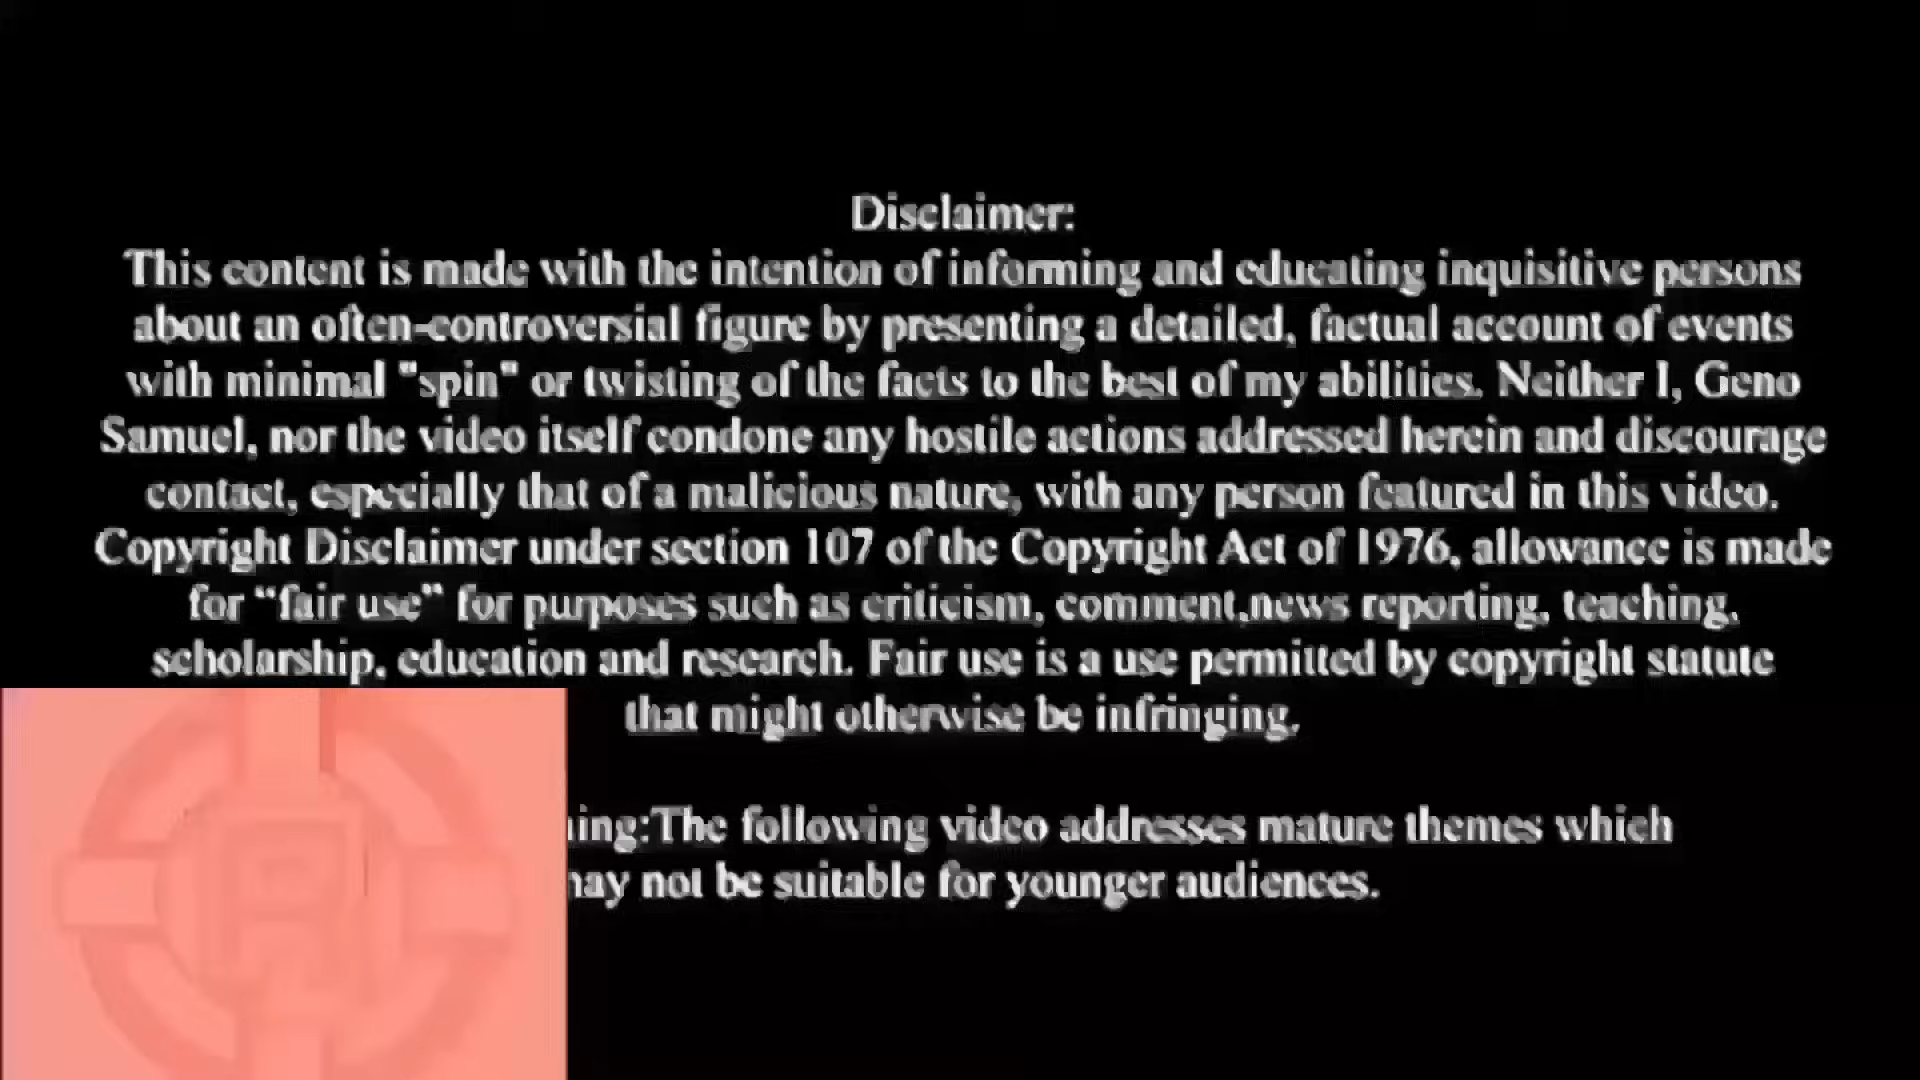 Disclaimer:
This content is made with the intention of informing and educating inquisitive persons
about an often-controversial figure by presenting a detailed, factual account of events
with minimal "spin" or twisting of the facts to the best of my abilities. Neither I, Geno
Samuel, nor the video itself condone any hostile actions addressed herein and discourage
contact, especially that of a malicious nature, with any person featured in this video.
Copyright Disclaimer under section 107 of the Copyright Act of 1976, allowance is made
for “fair use” for purposes such as criticism, comment,news reporting, teaching,
scholarship, education and research. Fair use is a use permitted by copyright statute
that might otherwise be infringing.
ing:The following video addresses mature themes which
may not be suitable for younger audiences.